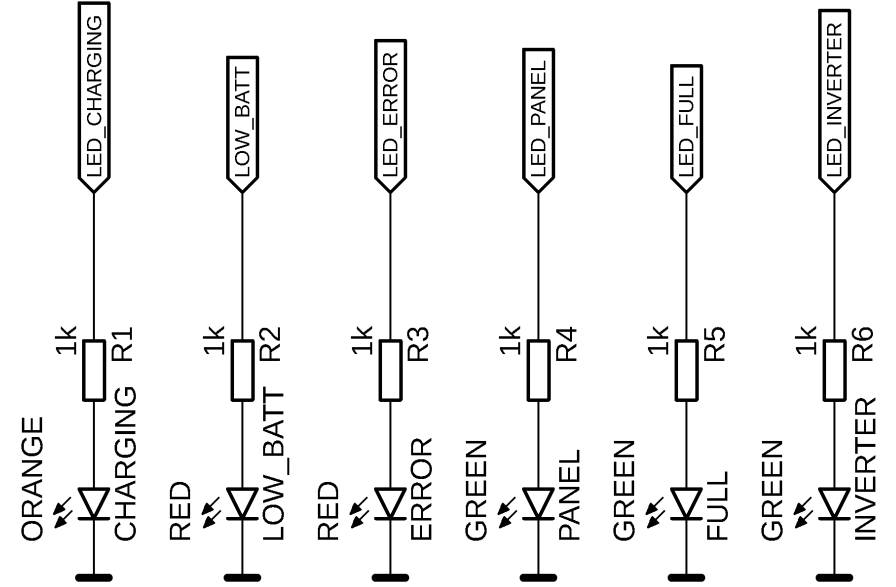 LED_CHARGING
LOW_BATT
LED_ERROR
LED_PANEL
LED_FULL
LED_INVERTER
1k
R1
1k
R2
1k
R3
1k
R4
1k
R5
1k
R6
ORANGE
CHARGING
RED
LOW_BATT
RED
ERROR
GREEN
PANEL
GREEN
FULL
GREEN
INVERTER